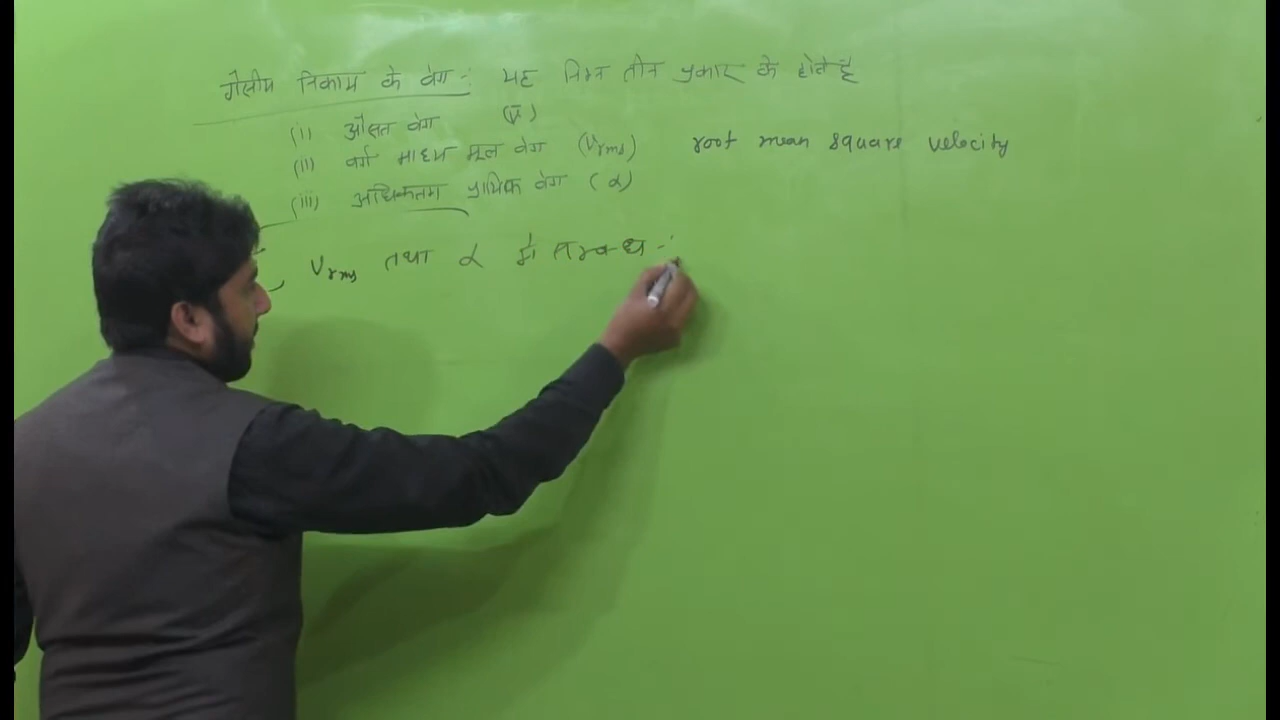 गैसीय निकाय के वेग :- यह निम्न तीन प्रकार के होते है
(i) औसत वेग (v̄)
(ii) वर्ग माध्य मूल वेग (Vrms) root mean square velocity
(iii) अधिकतम प्रायिक वेग (α)
Vrms तथा α में सम्बन्ध :-